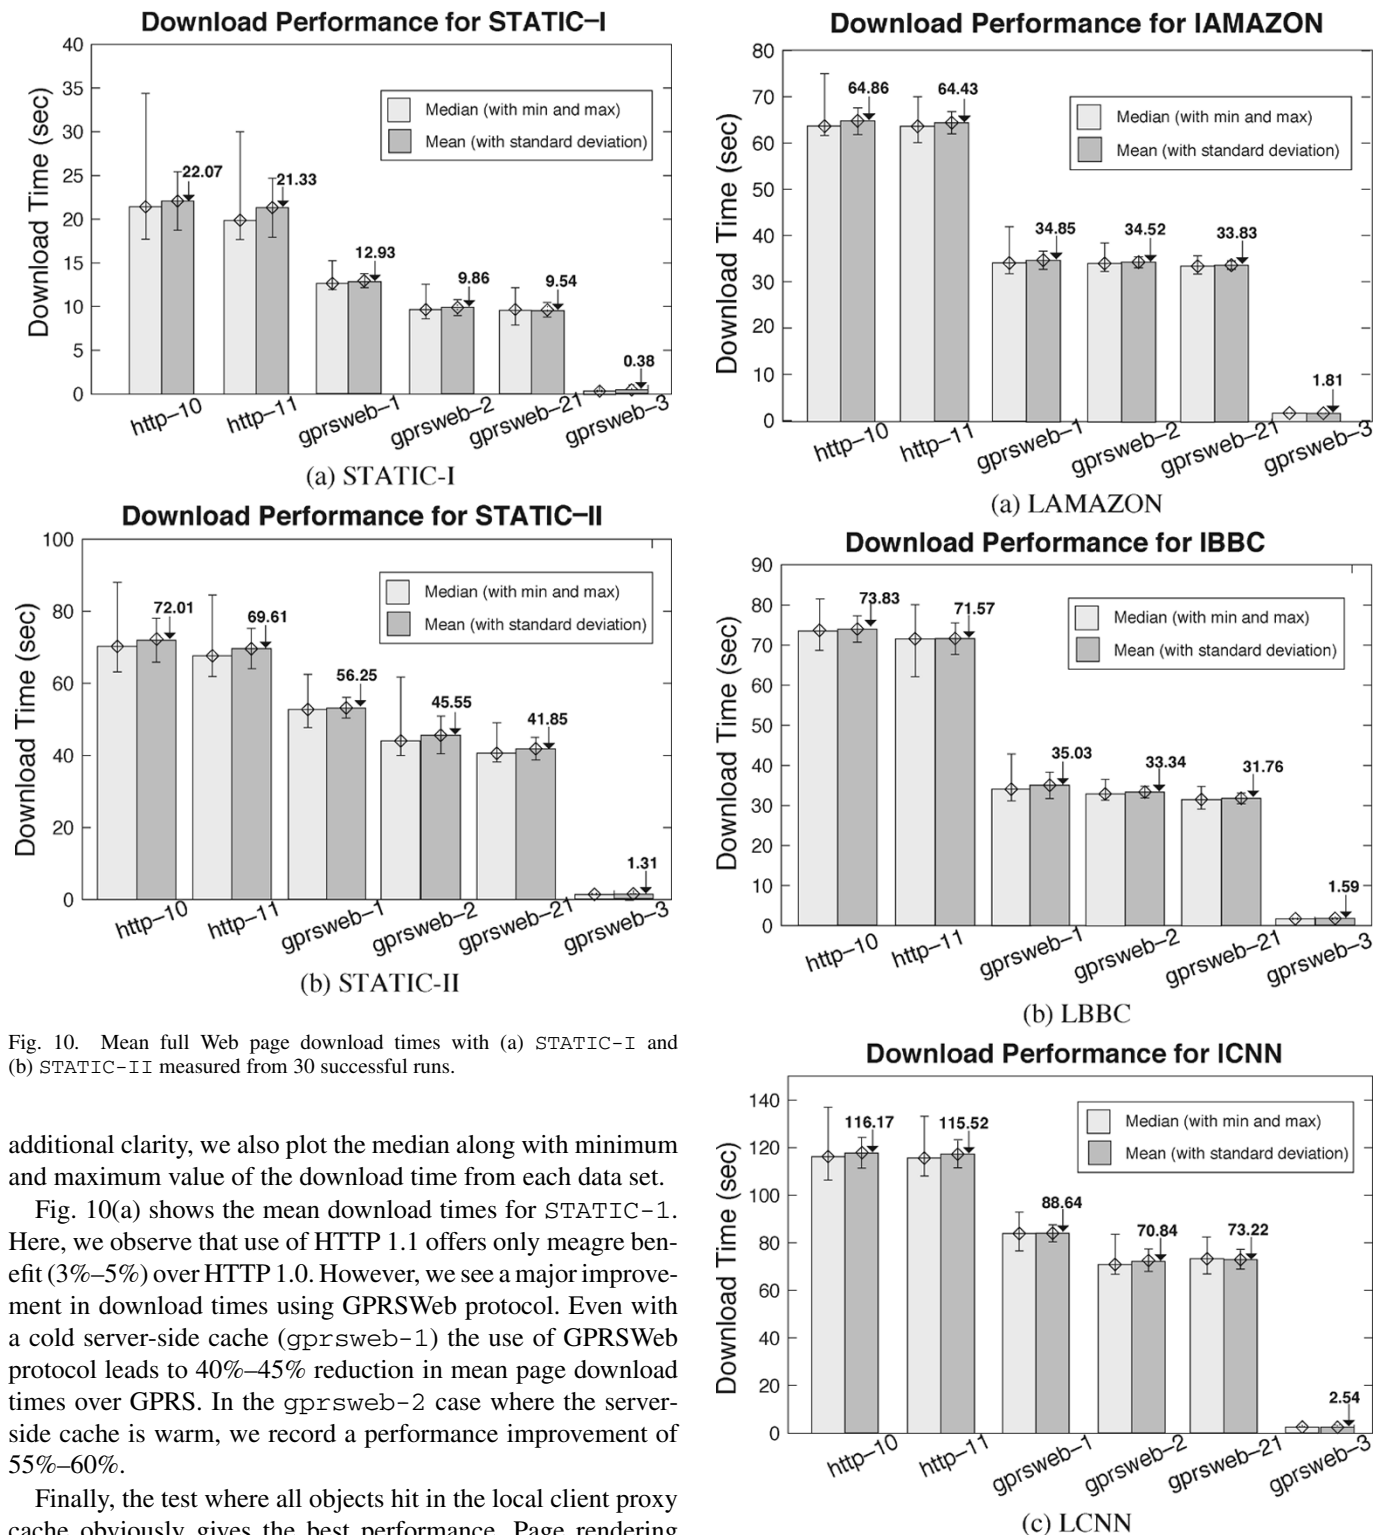 Download Performance for STATIC–I
Download Time (sec)
40
35
30
25
20
15
10
5
0
Median (with min and max)
Mean (with standard deviation)
22.07
21.33
12.93
9.86
9.54
0.38
http–10
http–11
gprsweb–1
gprsweb–2
gprsweb–21
gprsweb–3
(a) STATIC-I
Download Performance for STATIC–II
Download Time (sec)
100
80
60
40
20
0
Median (with min and max)
Mean (with standard deviation)
72.01
69.61
56.25
45.55
41.85
1.31
http–10
http–11
gprsweb–1
gprsweb–2
gprsweb–21
gprsweb–3
(b) STATIC-II
Fig. 10. Mean full Web page download times with (a) STATIC-I and
(b) STATIC-II measured from 30 successful runs.
additional clarity, we also plot the median along with minimum
and maximum value of the download time from each data set.
Fig. 10(a) shows the mean download times for STATIC-1.
Here, we observe that use of HTTP 1.1 offers only meagre ben-
efit (3%–5%) over HTTP 1.0. However, we see a major improve-
ment in download times using GPRSWeb protocol. Even with
a cold server-side cache (gprsweb-1) the use of GPRSWeb
protocol leads to 40%–45% reduction in mean page download
times over GPRS. In the gprsweb-2 case where the server-
side cache is warm, we record a performance improvement of
55%–60%.
Finally, the test where all objects hit in the local client proxy
cache obviously gives the best performance. Page rendering
Download Performance for lAMAZON
Download Time (sec)
80
70
60
50
40
30
20
10
0
Median (with min and max)
Mean (with standard deviation)
64.86
64.43
34.85
34.52
33.83
1.81
http–10
http–11
gprsweb–1
gprsweb–2
gprsweb–21
gprsweb–3
(a) LAMAZON
Download Performance for lBBC
Download Time (sec)
90
80
70
60
50
40
30
20
10
0
Median (with min and max)
Mean (with standard deviation)
73.83
71.57
35.03
33.34
31.76
1.59
http–10
http–11
gprsweb–1
gprsweb–2
gprsweb–21
gprsweb–3
(b) LBBC
Download Performance for lCNN
Download Time (sec)
140
120
100
80
60
40
20
0
Median (with min and max)
Mean (with standard deviation)
116.17
115.52
88.64
70.84
73.22
2.54
http–10
http–11
gprsweb–1
gprsweb–2
gprsweb–21
gprsweb–3
(c) LCNN